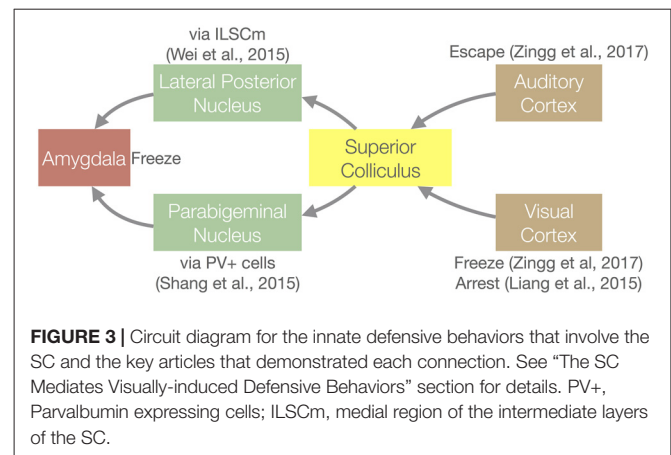 via ILSCm
(Wei et al., 2015)
Escape (Zingg et al., 2017)
Lateral Posterior
Nucleus
Auditory
Cortex
Amygdala Freeze
Superior
Colliculus
Parabigeminal
Nucleus
Visual
Cortex
via PV+ cells
(Shang et al., 2015)
Freeze (Zingg et al, 2017)
Arrest (Liang et al., 2015)
FIGURE 3 | Circuit diagram for the innate defensive behaviors that involve the
SC and the key articles that demonstrated each connection. See “The SC
Mediates Visually-induced Defensive Behaviors” section for details. PV+,
Parvalbumin expressing cells; ILSCm, medial region of the intermediate layers
of the SC.